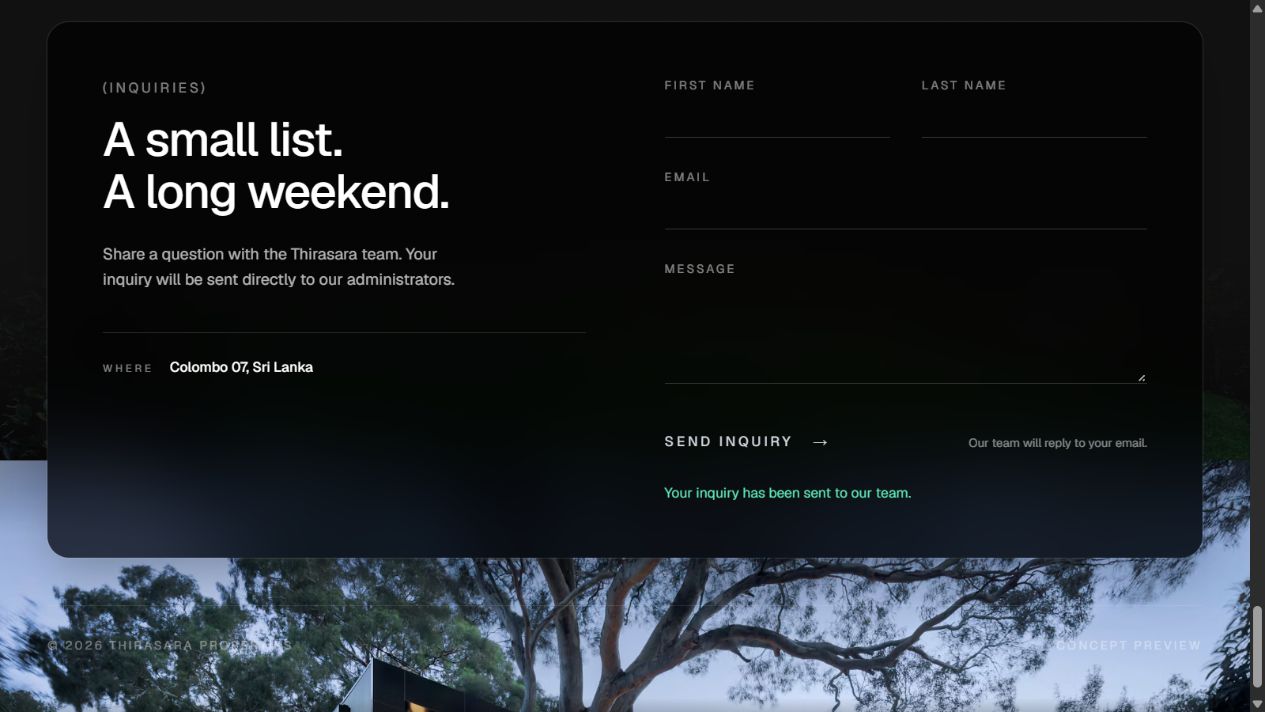 (INQUIRIES)
A small list.
A long weekend.
Share a question with the Thirasara team. Your
inquiry will be sent directly to our administrators.
WHERE Colombo 07, Sri Lanka
FIRST NAME LAST NAME
EMAIL
MESSAGE
SEND INQUIRY →
Our team will reply to your email.
Your inquiry has been sent to our team.
© 2026 THIRASARA PROPERTIES
CONCEPT PREVIEW